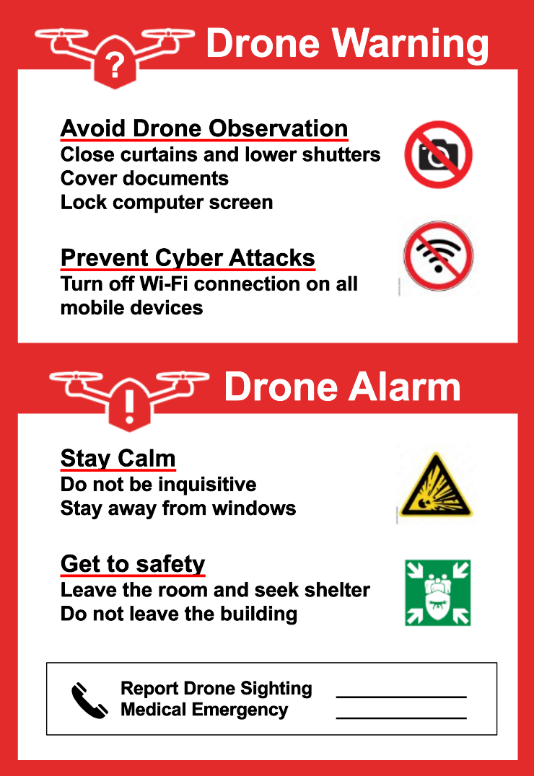 ?
Drone Warning
Avoid Drone Observation
Close curtains and lower shutters
Cover documents
Lock computer screen
Prevent Cyber Attacks
Turn off Wi-Fi connection on all
mobile devices
!
Drone Alarm
Stay Calm
Do not be inquisitive
Stay away from windows
Get to safety
Leave the room and seek shelter
Do not leave the building
Report Drone Sighting
Medical Emergency